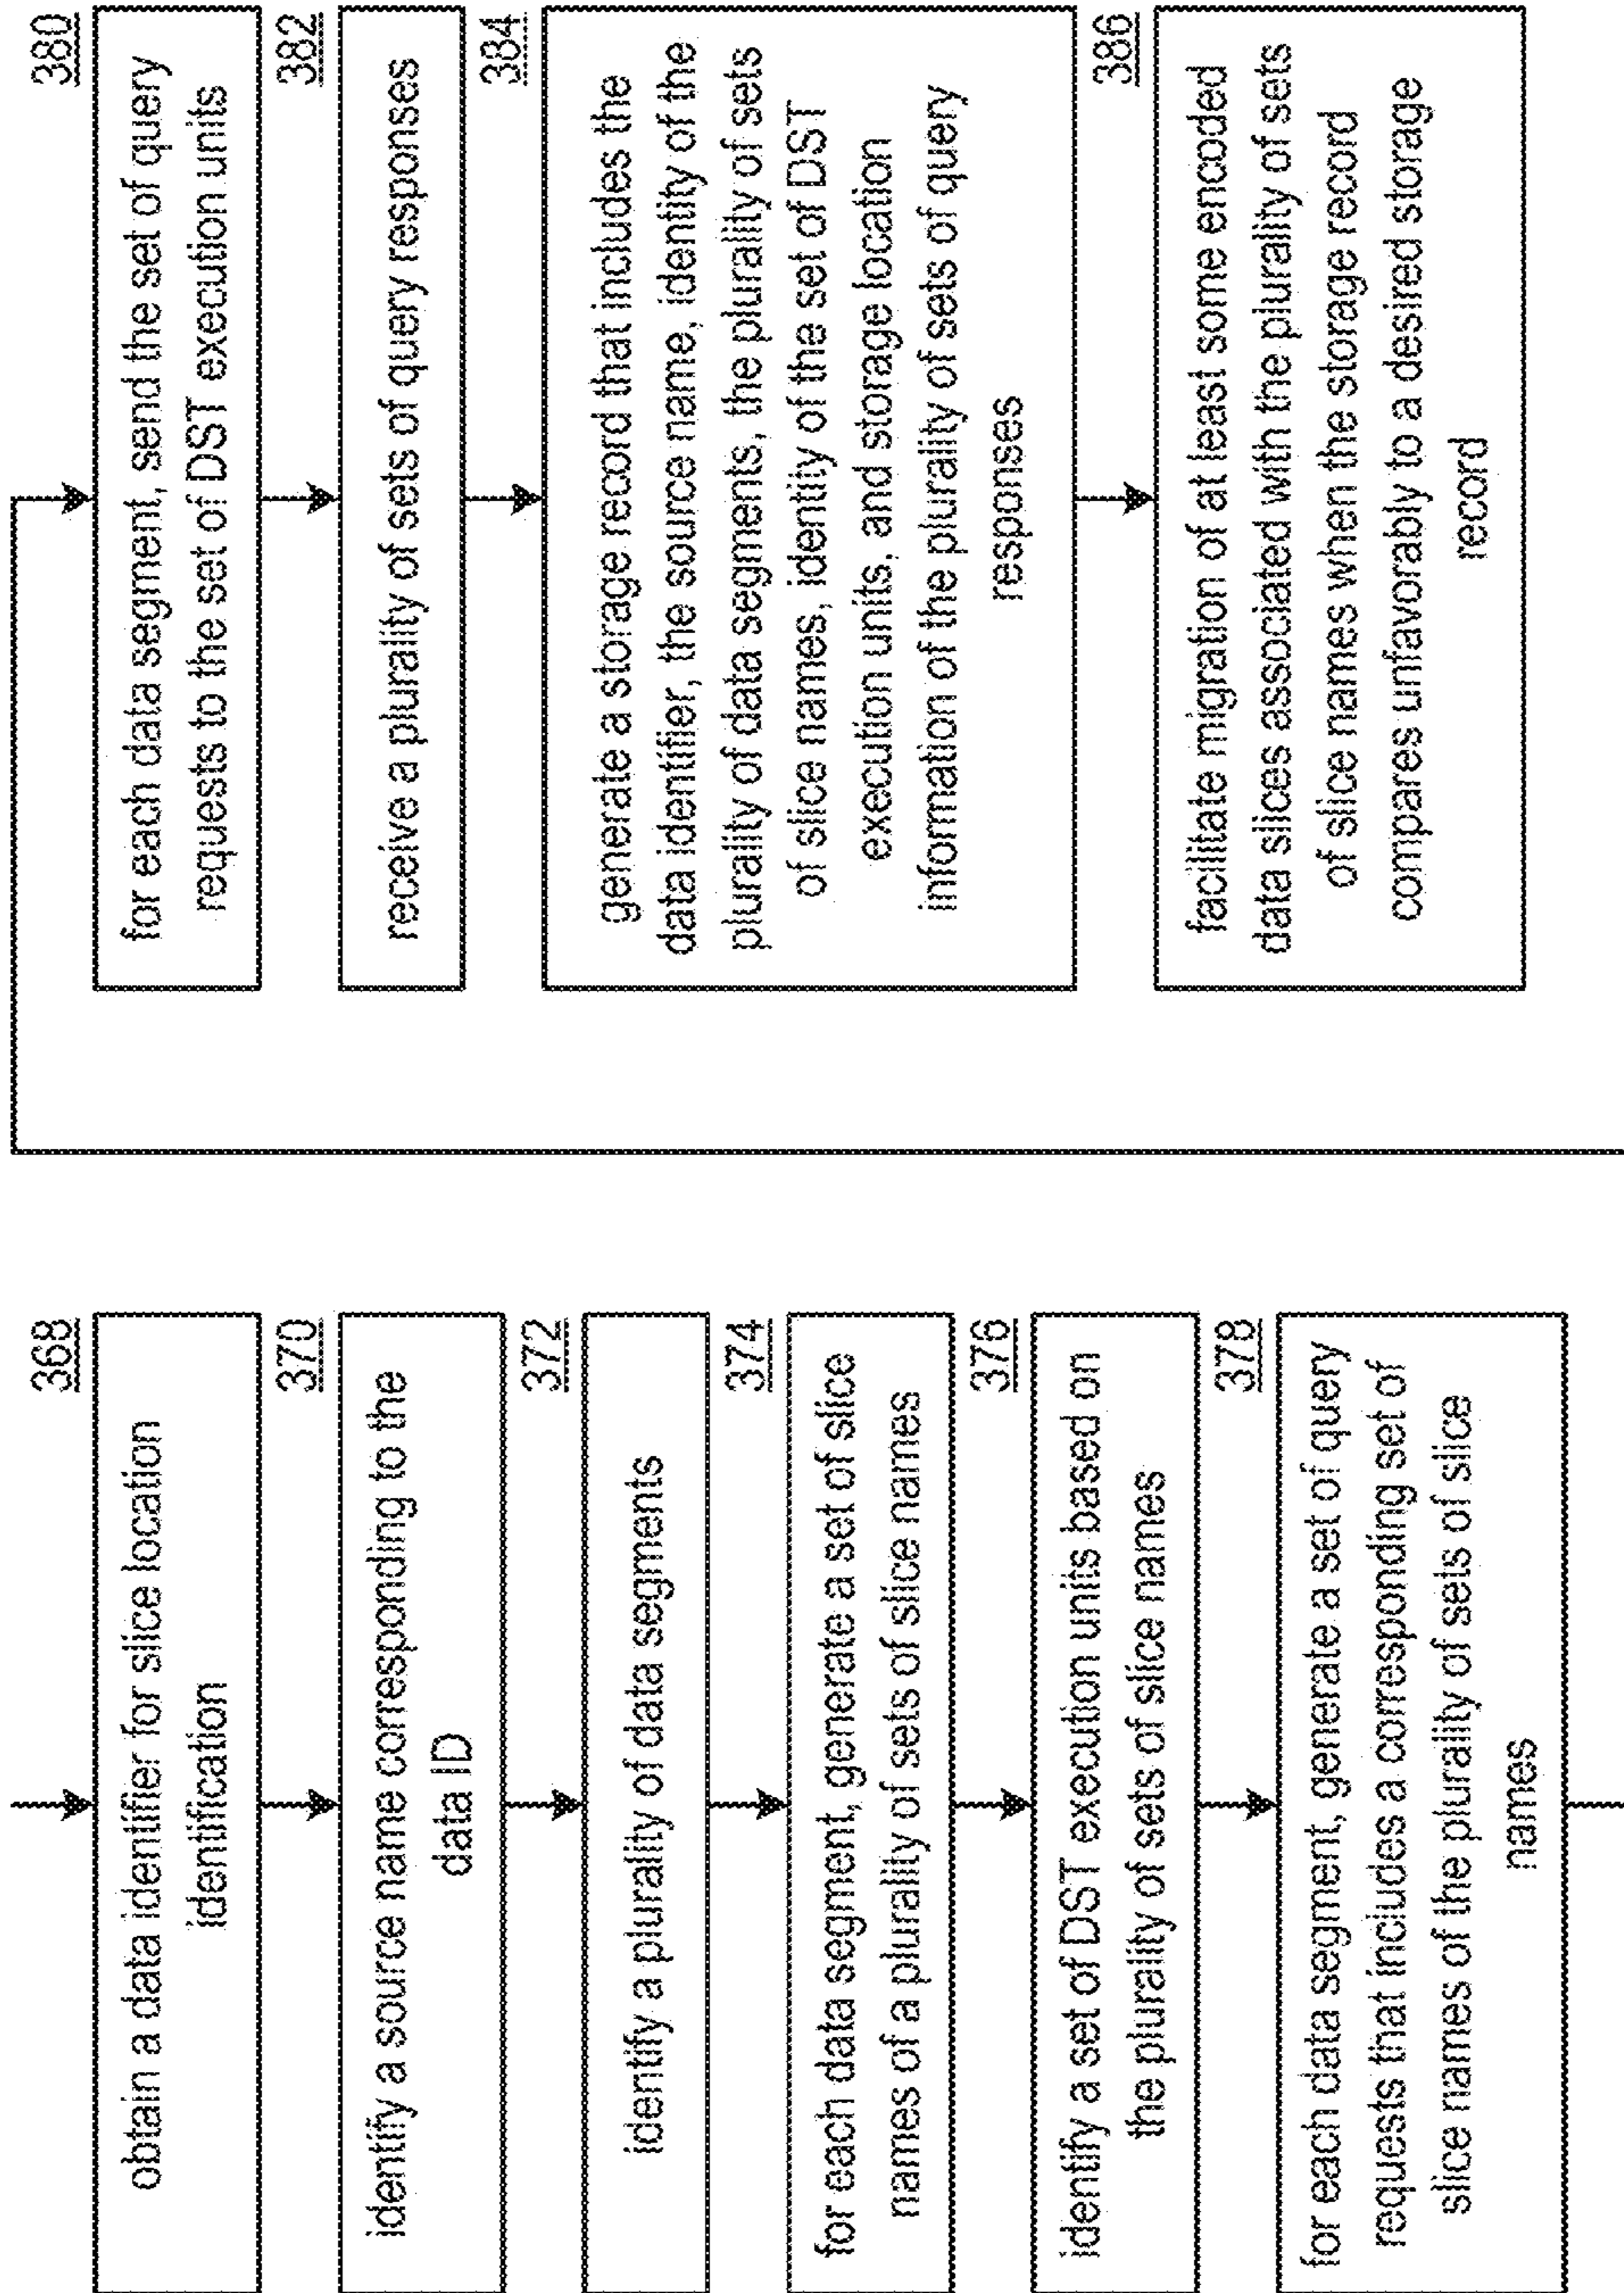 368
obtain a data identifier for slice location
identification
370
identify a source name corresponding to the
data ID
372
identify a plurality of data segments
374
for each data segment, generate a set of slice
names of a plurality of sets of slice names
376
identify a set of DST execution units based on
the plurality of sets of slice names
378
for each data segment, generate a set of query
requests that includes a corresponding set of
slice names of the plurality of sets of slice
names
380
for each data segment, send the set of query
requests to the set of DST execution units
382
receive a plurality of sets of query responses
384
generate a storage record that includes the
data identifier, the source name, identity of the
plurality of data segments, the plurality of sets
of slice names, identity of the set of DST
execution units, and storage location
information of the plurality of sets of query
responses
386
facilitate migration of at least some encoded
data slices associated with the plurality of sets
of slice names when the storage record
compares unfavorably to a desired storage
record